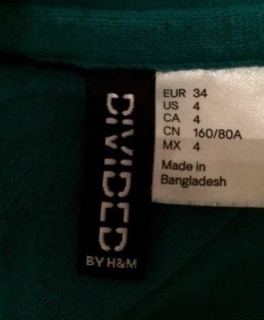 DIVIDED
BY H&M
EUR 34
US 4
CA 4
CN 160/80A
MX 4
Made in
Bangladesh